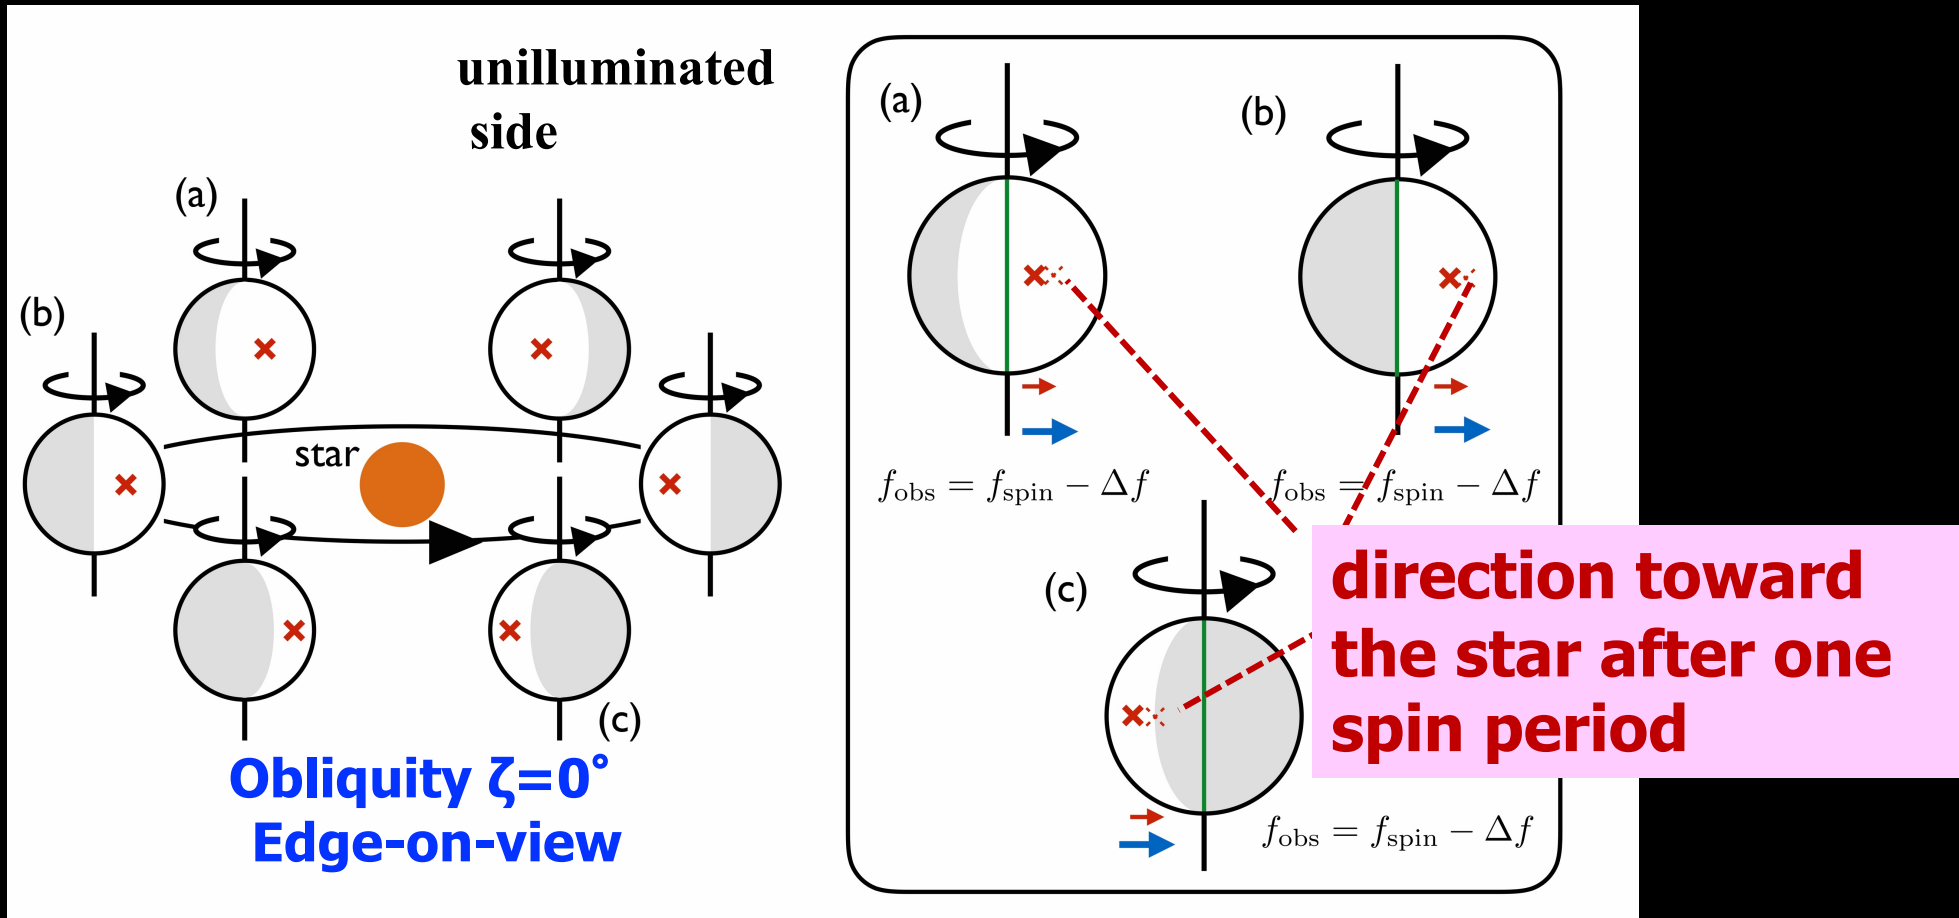 unilluminated
side
(a)
(b)
star
(c)
Obliquity ζ=0°
Edge-on-view
(a)
(b)
f_obs = f_spin − Δf
f_obs = f_spin − Δf
(c)
f_obs = f_spin − Δf
direction toward
the star after one
spin period